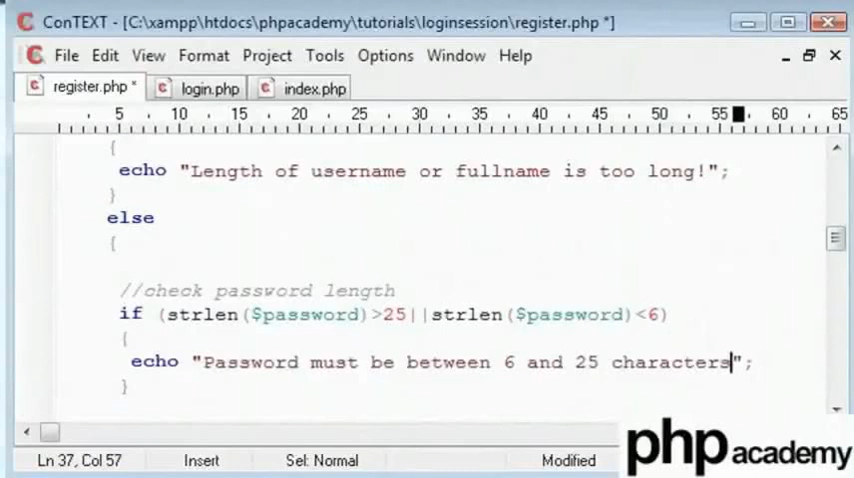 ConTEXT - [C:\xampp\htdocs\phpacademy\tutorials\loginsession\register.php *]
File Edit View Format Project Tools Options Window Help
register.php * login.php index.php
5 10 15 20 25 30 35 40 45 50 55 60 65
{
echo "Length of username or fullname is too long!";
}
else
{
//check password length
if (strlen($password)>25||strlen($password)<6)
{
echo "Password must be between 6 and 25 characters";
}
Ln 37, Col 57 Insert Sel: Normal Modified
php academy